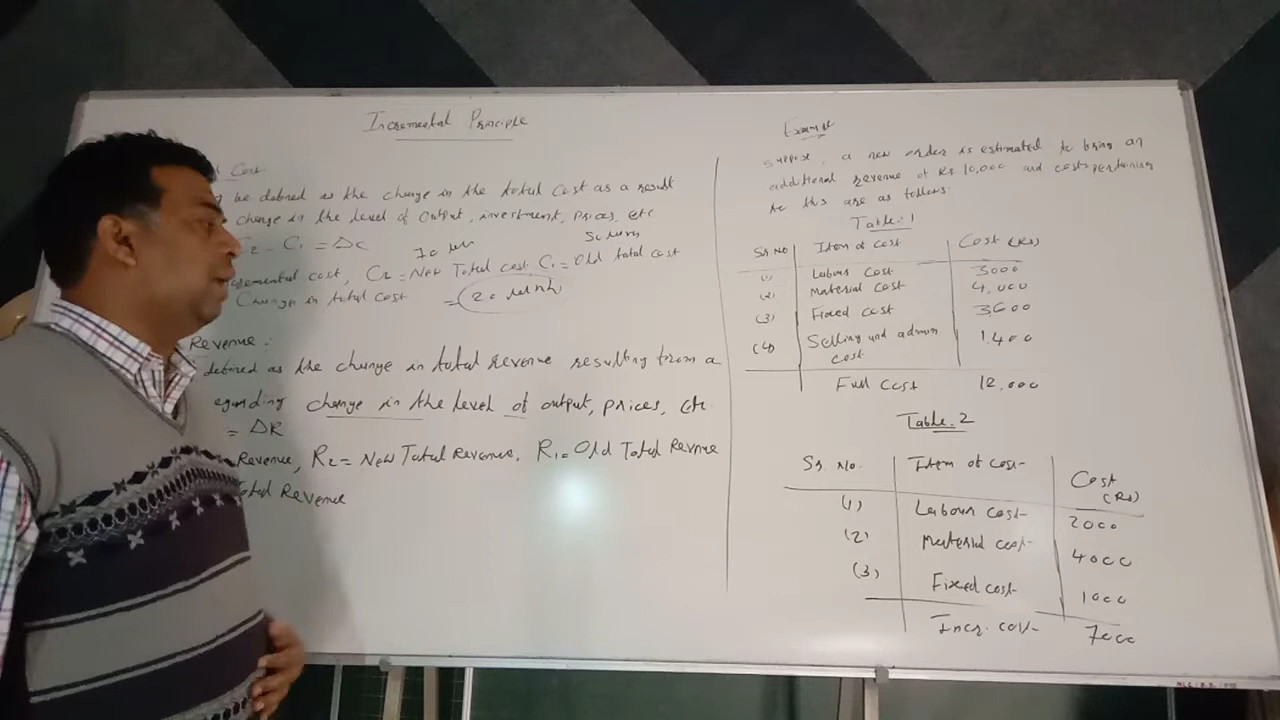 Incremental Principle
Cost.
be defined as the change in the total cost as a result
change in the level of output, investment, prices, etc
C2 - C1 = ΔC
cost, C2 = New Total cost C1 = Old total cost
Change in total cost =
Revenue:
defined as the change in total Revenue resulting from a
egarding change in the level of output, prices, etc.
= ΔR
Revenue, R2 = New Total Revenue, R1 = Old Total Revnue
Total Revenue
Example
Suppose, a new order is estimated to bring an
additional revenue of Rs 10,000 and costs pertaining
to this are as follows:
Table: 1
Sr. No Item of cost Cost (Rs)
(1) Labour cost 3000
(2) Material cost 4,000
(3) Fixed cost 3600
(4) Selling and admin 1400
cost
Full cost 12,000
Table. 2
Sr. No. Item of cost Cost
(Rs)
(1) Labour cost 2000
(2) Material cost 4000
(3) Fixed cost 1000
Incr. cost 7000